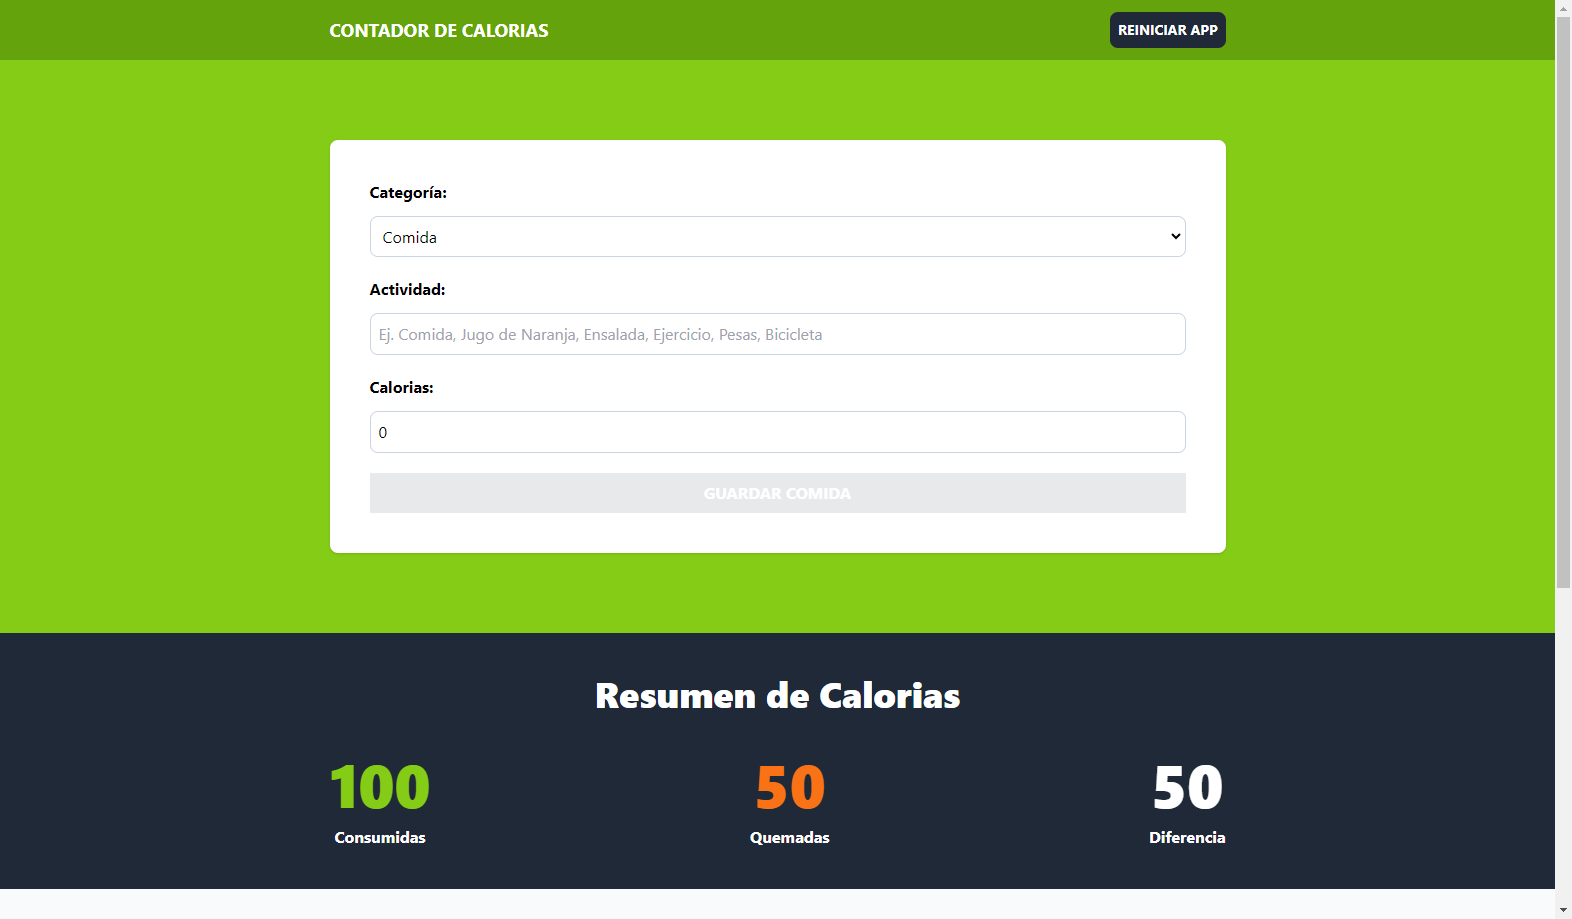 CONTADOR DE CALORIAS
REINICIAR APP
Categoría:
Comida
Actividad:
Ej. Comida, Jugo de Naranja, Ensalada, Ejercicio, Pesas, Bicicleta
Calorias:
0
GUARDAR COMIDA
Resumen de Calorias
100
Consumidas
50
Quemadas
50
Diferencia